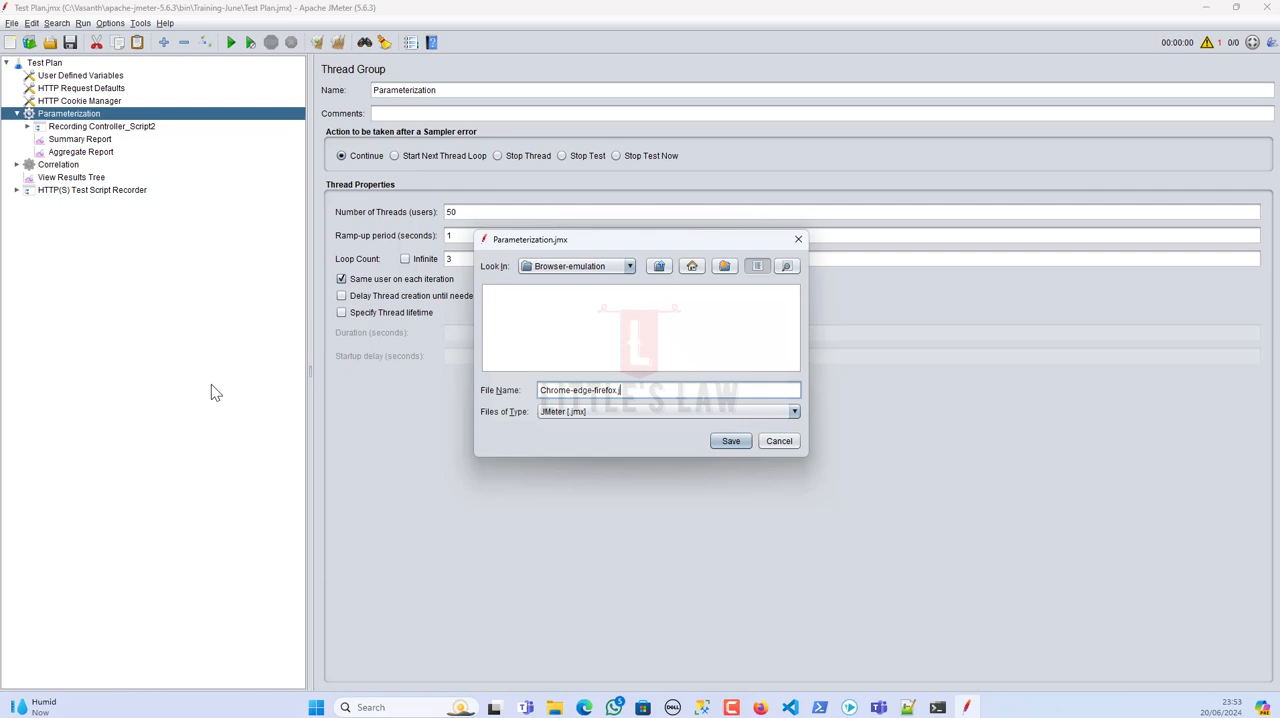 Test Plan.jmx (C:\Vasanth\apache-jmeter-5.6.3\bin\Training-June\Test Plan.jmx) - Apache JMeter (5.6.3)
File Edit Search Run Options Tools Help
00:00:00 1 0/0
Test Plan
User Defined Variables
HTTP Request Defaults
HTTP Cookie Manager
Parameterization
Recording Controller_Script2
Summary Report
Aggregate Report
Correlation
View Results Tree
HTTP(S) Test Script Recorder
Thread Group
Name: Parameterization
Comments:
Action to be taken after a Sampler error
Continue Start Next Thread Loop Stop Thread Stop Test Stop Test Now
Thread Properties
Number of Threads (users): 50
Ramp-up period (seconds): 1
Loop Count: Infinite 3
Same user on each iteration
Delay Thread creation until neede
Specify Thread lifetime
Duration (seconds):
Startup delay (seconds):
Parameterization.jmx
Look In: Browser-emulation
File Name: Chrome-edge-firefox.j
Files of Type: JMeter [.jmx]
Save Cancel
L
LITTLE'S LAW
Humid
Now
Search
5
DELL
23:53
20/06/2024